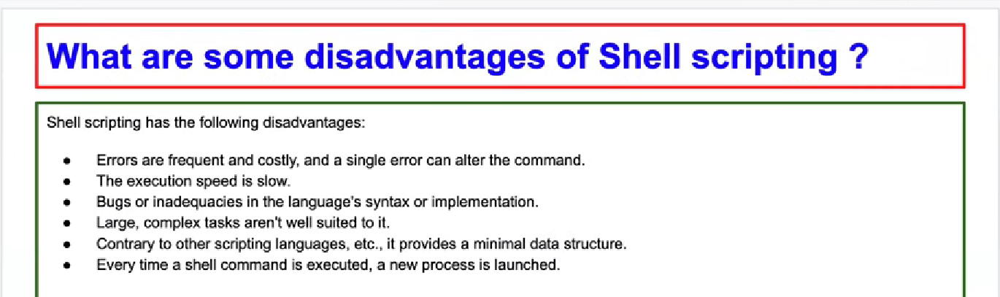 What are some disadvantages of Shell scripting ?
Shell scripting has the following disadvantages:
● Errors are frequent and costly, and a single error can alter the command.
● The execution speed is slow.
● Bugs or inadequacies in the language's syntax or implementation.
● Large, complex tasks aren't well suited to it.
● Contrary to other scripting languages, etc., it provides a minimal data structure.
● Every time a shell command is executed, a new process is launched.